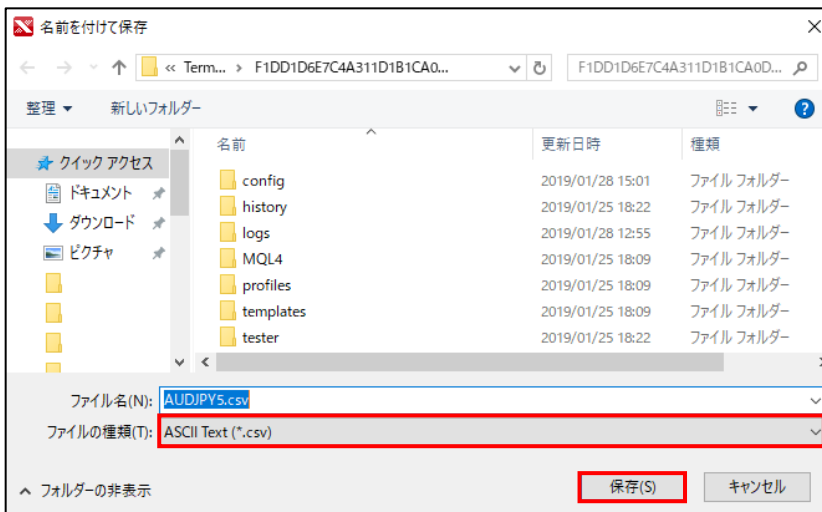 名前を付けて保存
« Term... › F1DD1D6E7C4A311D1B1CA0...
F1DD1D6E7C4A311D1B1CA0D...
整理 新しいフォルダー
名前 更新日時 種類
クイック アクセス
ドキュメント
ダウンロード
ピクチャ
config 2019/01/28 15:01 ファイル フォルダー
history 2019/01/25 18:22 ファイル フォルダー
logs 2019/01/28 12:55 ファイル フォルダー
MQL4 2019/01/25 18:09 ファイル フォルダー
profiles 2019/01/25 18:09 ファイル フォルダー
templates 2019/01/25 18:09 ファイル フォルダー
tester 2019/01/25 18:22 ファイル フォルダー
ファイル名(N): AUDJPY5.csv
ファイルの種類(T): ASCII Text (*.csv)
フォルダーの非表示
保存(S) キャンセル